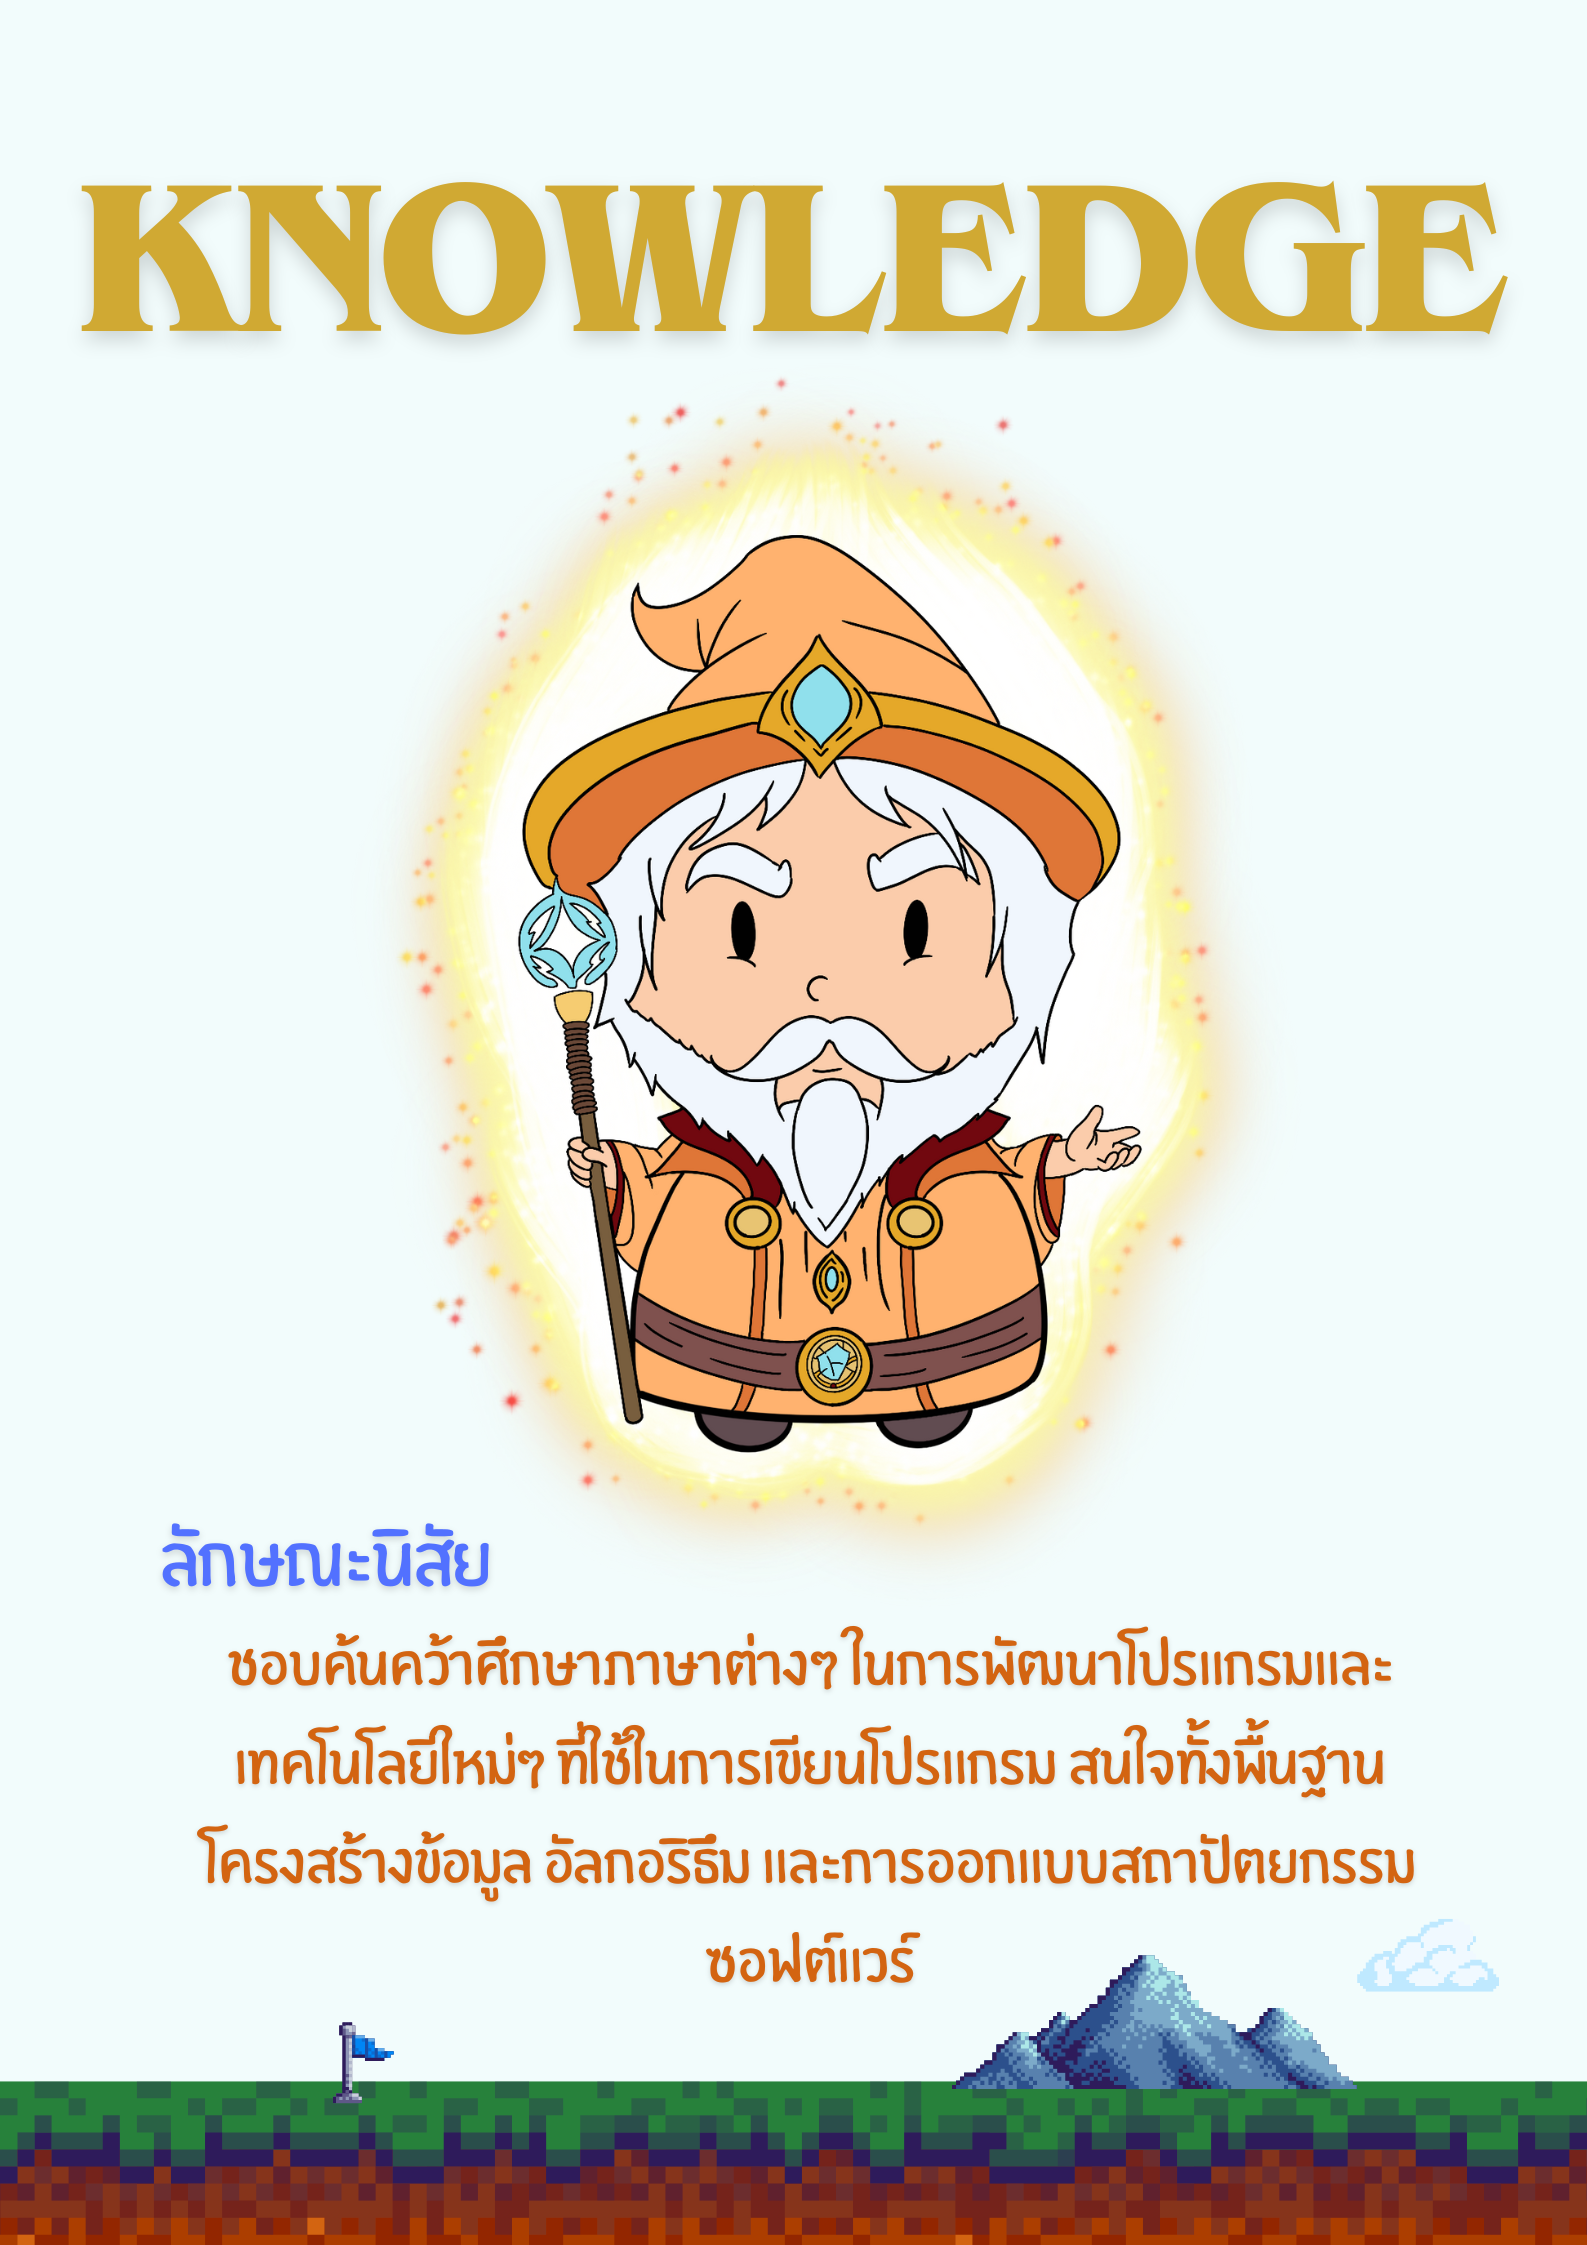 KNOWLEDGE
ลักษณะนิสัย
ชอบค้นคว้าศึกษาภาษาต่างๆ ในการพัฒนาโปรแกรมและ
เทคโนโลยีใหม่ๆ ที่ใช้ในการเขียนโปรแกรม สนใจทั้งพื้นฐาน
โครงสร้างข้อมูล อัลกอริธึม และการออกแบบสถาปัตยกรรม
ซอฟต์แวร์